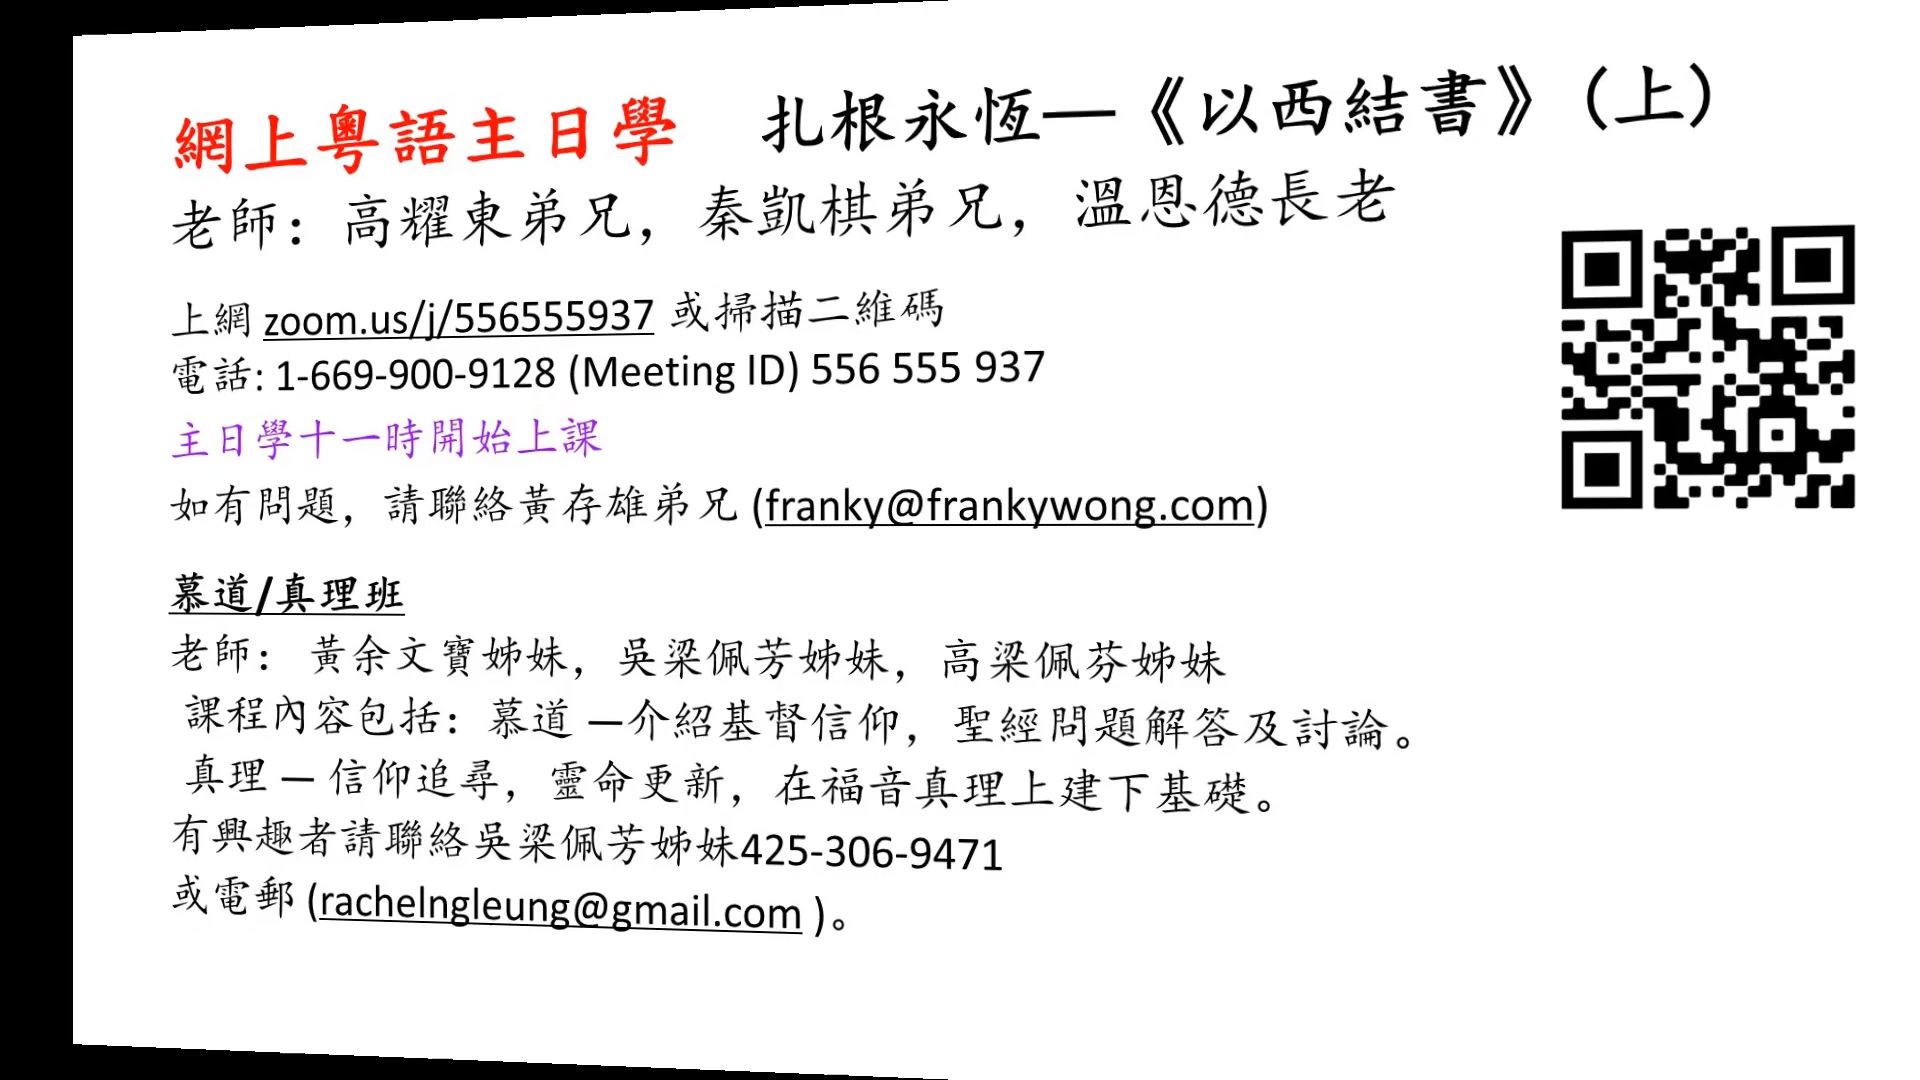 網上粵語主日學 扎根永恆—《以西結書》（上）
老師：高耀東弟兄，秦凱棋弟兄，溫恩德長老
上網 zoom.us/j/556555937 或掃描二維碼
電話: 1-669-900-9128 (Meeting ID) 556 555 937
主日學十一時開始上課
如有問題，請聯絡黃存雄弟兄 (franky@frankywong.com)
慕道/真理班
老師： 黃余文寶姊妹，吳梁佩芳姊妹，高梁佩芬姊妹
課程內容包括：慕道 —介紹基督信仰，聖經問題解答及討論。
真理 — 信仰追尋，靈命更新，在福音真理上建下基礎。
有興趣者請聯絡吳梁佩芳姊妹425-306-9471
或電郵 (rachelngleung@gmail.com )。